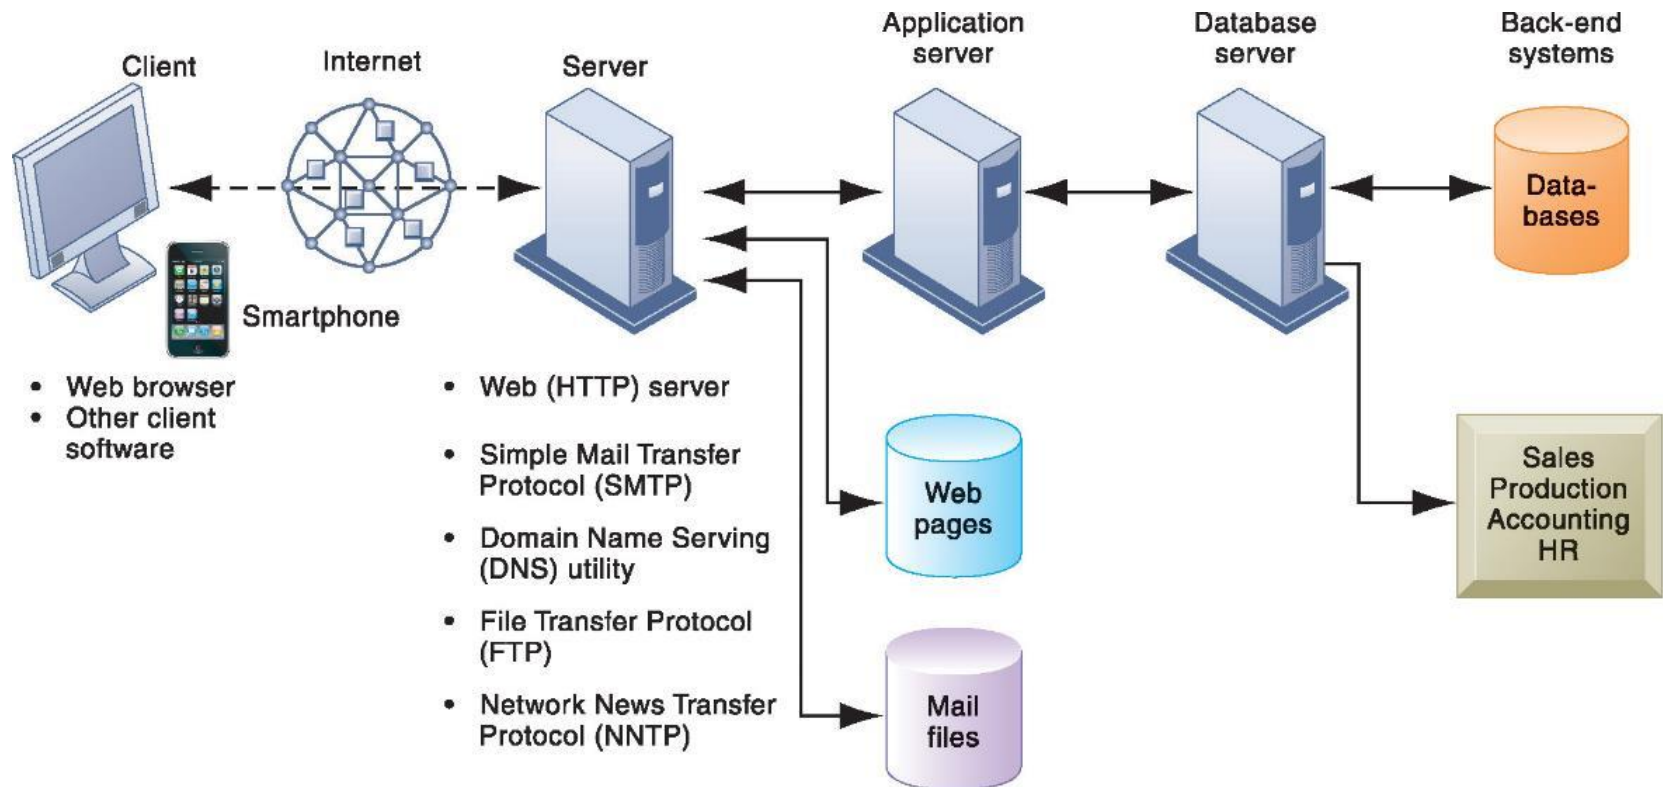 Client
Internet
Server
Application
server
Database
server
Back-end
systems
Smartphone
• Web browser
• Other client
software
• Web (HTTP) server
• Simple Mail Transfer
Protocol (SMTP)
• Domain Name Serving
(DNS) utility
• File Transfer Protocol
(FTP)
• Network News Transfer
Protocol (NNTP)
Web
pages
Mail
files
Data-
bases
Sales
Production
Accounting
HR